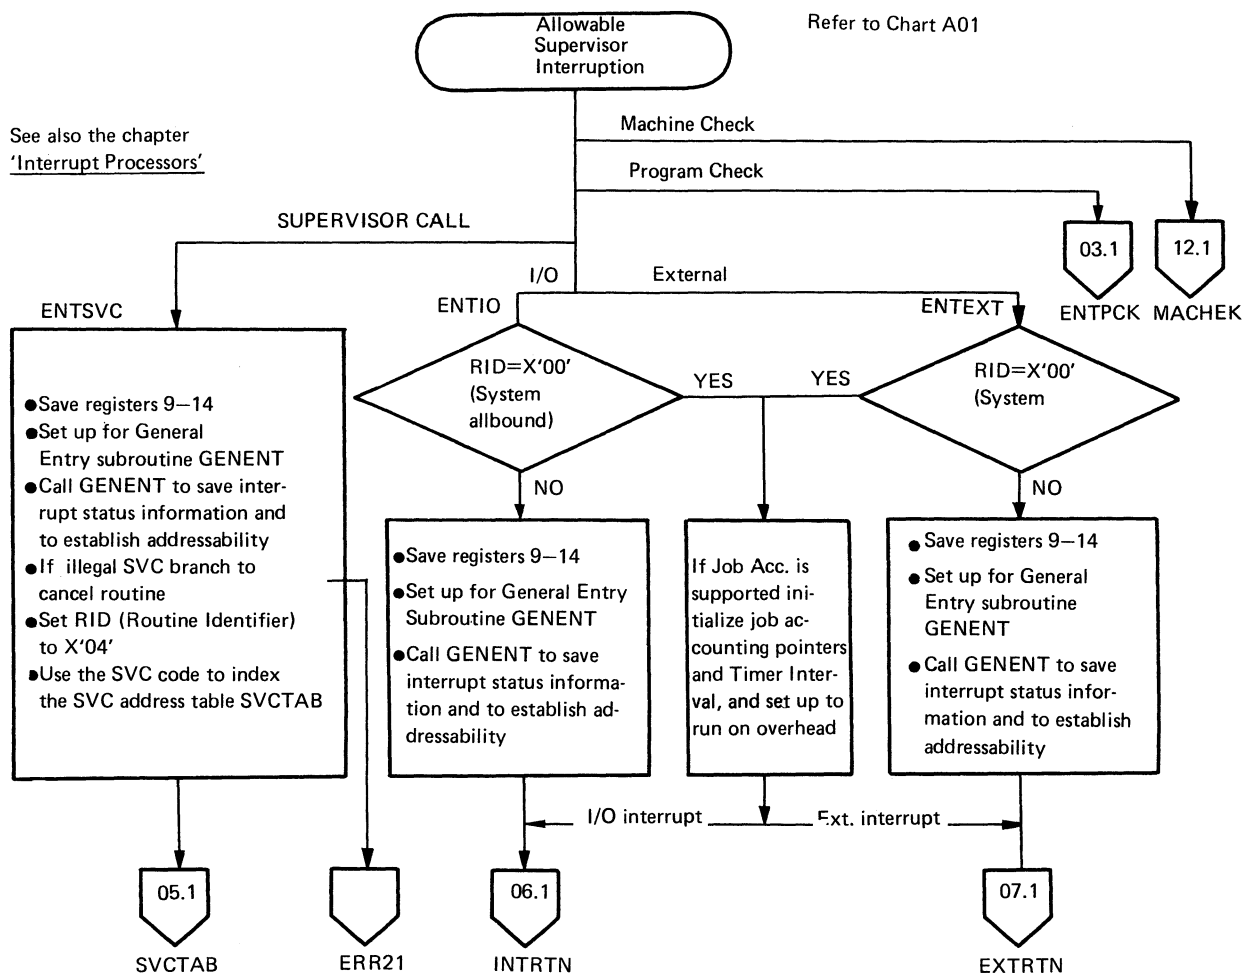 Allowable
Supervisor
Interruption
Refer to Chart A01
See also the chapter
'Interrupt Processors'
Machine Check
Program Check
SUPERVISOR CALL
I/O
External
03.1
12.1
ENTPCK
MACHEK
ENTSVC
ENTIO
ENTEXT
●Save registers 9–14
●Set up for General
Entry subroutine GENENT
●Call GENENT to save inter-
rupt status information and
to establish addressability
●If illegal SVC branch to
cancel routine
●Set RID (Routine Identifier)
to X'04'
●Use the SVC code to index
the SVC address table SVCTAB
RID=X'00'
(System
allbound)
YES
YES
RID=X'00'
(System
NO
NO
●Save registers 9–14
●Set up for General Entry
Subroutine GENENT
●Call GENENT to save
interrupt status informa-
tion and to establish ad-
dressability
If Job Acc. is
supported ini-
tialize job ac-
counting pointers
and Timer Inter-
val, and set up to
run on overhead
● Save registers 9–14
● Set up for General
Entry subroutine
GENENT
● Call GENENT to save
interrupt status infor-
mation and to establish
addressability
I/O interrupt
Ext. interrupt
05.1
06.1
07.1
SVCTAB
ERR21
INTRTN
EXTRTN